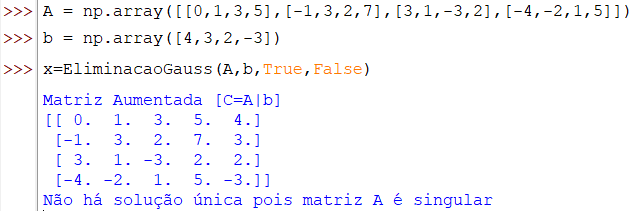 >>> A = np.array([[0,1,3,5],[-1,3,2,7],[3,1,-3,2],[-4,-2,1,5]])
>>> b = np.array([4,3,2,-3])
>>> x=EliminacaoGauss(A,b,True,False)
Matriz Aumentada [C=A|b]
[[ 0.  1.  3.  5.  4.]
 [-1.  3.  2.  7.  3.]
 [ 3.  1. -3.  2.  2.]
 [-4. -2.  1.  5. -3.]]
Não há solução única pois matriz A é singular